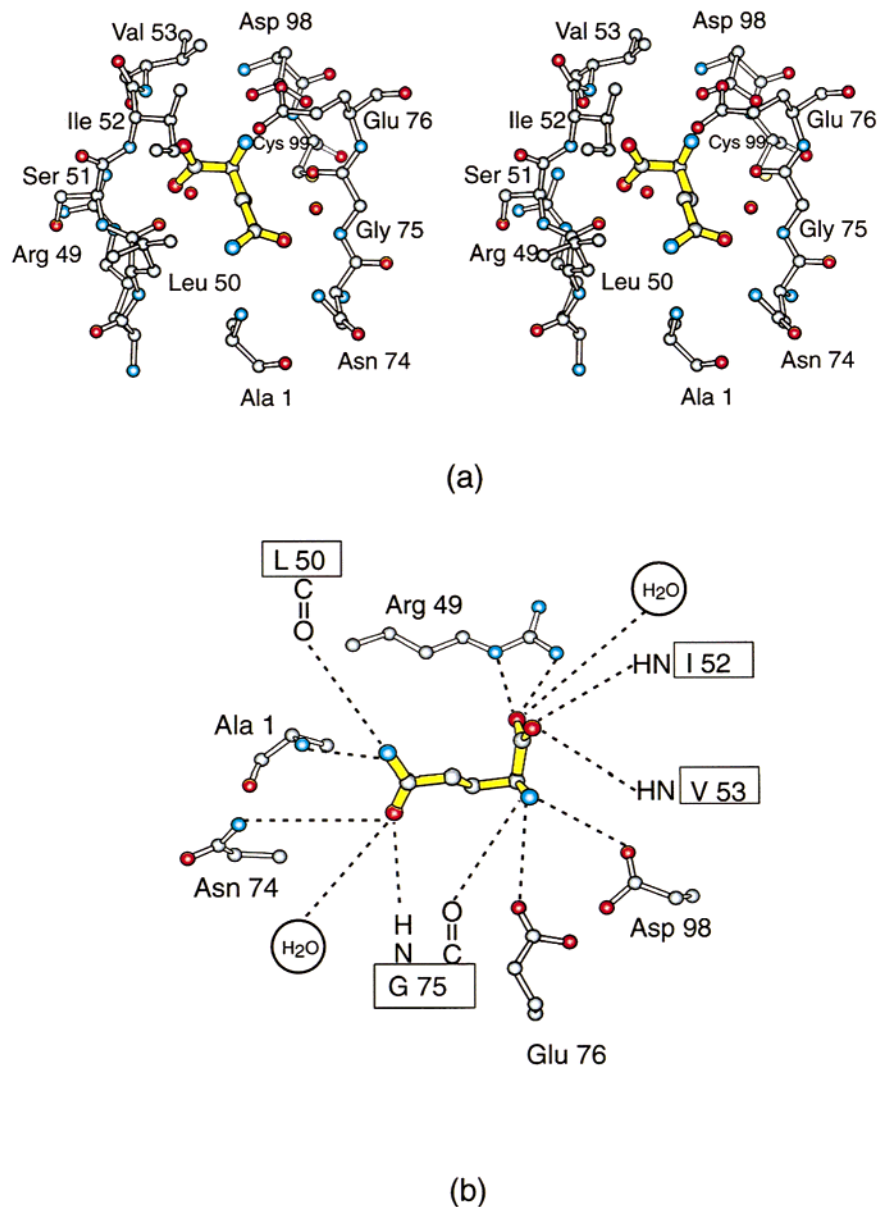 Val 53
Asp 98
Ile 52
Cys 99
Glu 76
Ser 51
Arg 49
Gly 75
Leu 50
Asn 74
Ala 1
Val 53
Asp 98
Ile 52
Cys 99
Glu 76
Ser 51
Arg 49
Gly 75
Leu 50
Asn 74
Ala 1
(a)
L 50
C
O
Arg 49
H2O
HN I 52
Ala 1
HN V 53
Asn 74
H2O
H
N
O
C
G 75
Asp 98
Glu 76
(b)